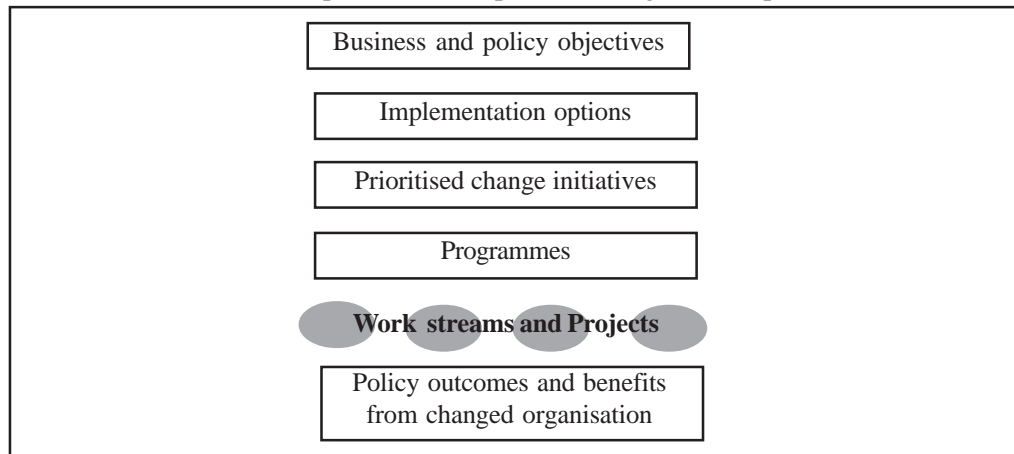 Business and policy objectives
Implementation options
Prioritised change initiatives
Programmes
Work streams and Projects
Policy outcomes and benefits
from changed organisation